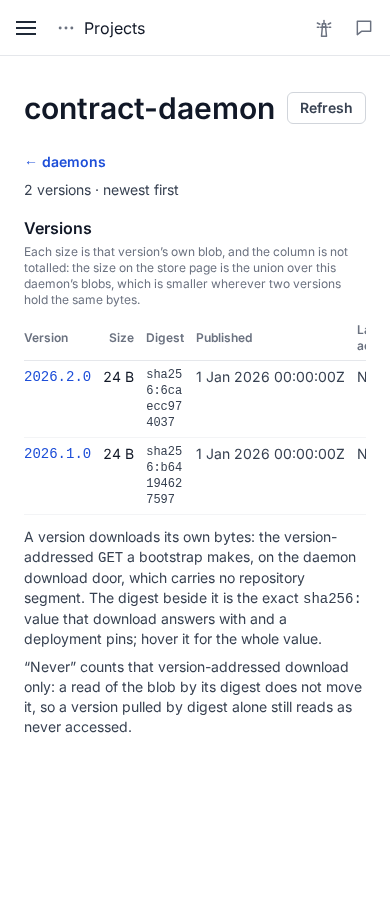 Projects
contract-daemon
Refresh
← daemons
2 versions · newest first
Versions
Each size is that version’s own blob, and the column is not
totalled: the size on the store page is the union over this
daemon’s blobs, which is smaller wherever two versions
hold the same bytes.
Version Size Digest Published
2026.2.0 24 B sha25 1 Jan 2026 00:00:00Z
6:6ca
ecc97
4037
2026.1.0 24 B sha25 1 Jan 2026 00:00:00Z
6:b64
19462
7597
A version downloads its own bytes: the version-
addressed GET a bootstrap makes, on the daemon
download door, which carries no repository
segment. The digest beside it is the exact sha256:
value that download answers with and a
deployment pins; hover it for the whole value.
“Never” counts that version-addressed download
only: a read of the blob by its digest does not move
it, so a version pulled by digest alone still reads as
never accessed.